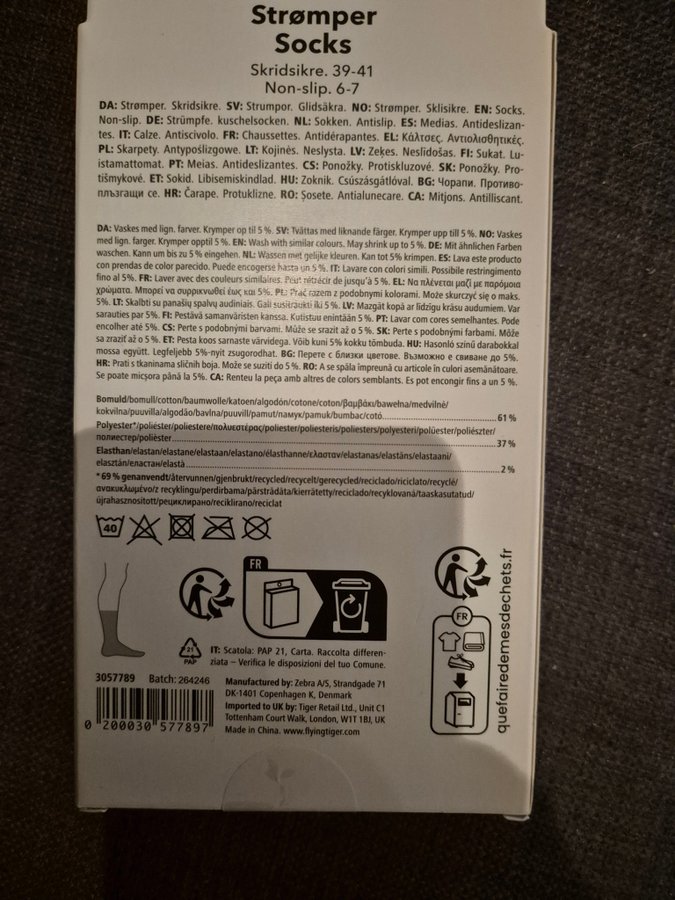 Strømper
Socks
Skridsikre. 39-41
Non-slip. 6-7
DA: Strømper. Skridsikre. SV: Strumpor. Glidsäkra. NO: Strømper. Sklisikre. EN: Socks.
Non-slip. DE: Strümpfe. kuschelsocken. NL: Sokken. Antislip. ES: Medias. Antideslizan-
tes. IT: Calze. Antiscivolo. FR: Chaussettes. Antidérapantes. EL: Κάλτσες. Αντιολισθητικές.
PL: Skarpety. Antypoślizgowe. LT: Kojinės. Neslysta. LV: Zeķes. Neslīdošas. FI: Sukat. Lu-
istamattomat. PT: Meias. Antideslizantes. CS: Ponožky. Protiskluzové. SK: Ponožky. Pro-
tišmykové. ET: Sokid. Libisemiskindlad. HU: Zoknik. Csúszásgátlóval. BG: Чорапи. Противо-
плъзгащи се. HR: Čarape. Protuklizne. RO: Șosete. Antialunecare. CA: Mitjons. Antilliscant.
DA: Vaskes med lign. farver. Krymper op til 5 %. SV: Tvättas med liknande färger. Krymper upp till 5 %. NO: Vaskes
med lign. farger. Krymper opptil 5 %. EN: Wash with similar colours. May shrink up to 5 %. DE: Mit ähnlichen Farben
waschen. Kann um bis zu 5 % eingehen. NL: Wassen met gelijke kleuren. Kan tot 5% krimpen. ES: Lava este producto
con prendas de color parecido. Puede encogerse hasta un 5 %. IT: Lavare con colori simili. Possibile restringimento
fino al 5%. FR: Laver avec des couleurs similaires. Peut rétrécir de jusqu'à 5 %. EL: Να πλένεται μαζί με παρόμοια
χρώματα. Μπορεί να συρρικνωθεί έως και 5%. PL: Prać razem z podobnymi kolorami. Może skurczyć się o maks.
5%. LT: Skalbti su panašių spalvų audiniais. Gali susitraukti iki 5 %. LV: Mazgāt kopā ar līdzīgu krāsu audumiem. Var
sarauties par 5%. FI: Pestävä samanväristen kanssa. Kutistuu enintään 5 %. PT: Lavar com cores semelhantes. Pode
encolher até 5%. CS: Perte s podobnými barvami. Může se srazit až o 5 %. SK: Perte s podobnými farbami. Môže
sa zraziť až o 5 %. ET: Pesta koos sarnaste värvidega. Võib kuni 5% kokku tõmbuda. HU: Hasonló színű darabokkal
mossa együtt. Legfeljebb 5%-nyit zsugorodhat. BG: Перете с близки цветове. Възможно е свиване до 5%.
HR: Prati s tkaninama sličnih boja. Može se suziti do 5 %. RO: A se spăla împreună cu articole în culori asemănătoare.
Se poate micșora până la 5%. CA: Renteu la peça amb altres de colors semblants. Es pot encongir fins a un 5 %.
Bomuld/bomull/cotton/baumwolle/katoen/algodón/cotone/coton/βαμβάκι/bawełna/medvilnė/
kokvilna/puuvilla/algodão/bavlna/puuvill/pamut/памук/pamuk/bumbac/cotó 61 %
Polyester*/poliéster/poliestere/πολυεστέρας/poliester/poliesteris/poliesters/polyesteri/polüester/poliészter/
полиестер/polièster 37 %
Elasthan/elastan/elastane/elastaan/elastano/élasthanne/ελασταν/elastanas/elastāns/elastaani/
elasztán/еластан/elastà 2 %
* 69 % genanvendt/återvunnen/gjenbrukt/recycled/recycelt/gerecycled/reciclado/riciclato/recyclé/
ανακυκλωμένο/z recyklingu/perdirbama/pārstrādāta/kierrätetty/reciclado/recyklovaná/taaskasutatud/
újrahasznosított/рециклирано/reciklirano/reciclat
40
FR
quefairedemesdechets.fr
FR
21
PAP
IT: Scatola: PAP 21, Carta. Raccolta differen-
ziata – Verifica le disposizioni del tuo Comune.
3057789 Batch: 264246
0 200030 577897
Manufactured by: Zebra A/S, Strandgade 71
DK-1401 Copenhagen K, Denmark
Imported to UK by: Tiger Retail Ltd., Unit C1
Tottenham Court Walk, London, W1T 1BJ, UK
Made in China. www.flyingtiger.com